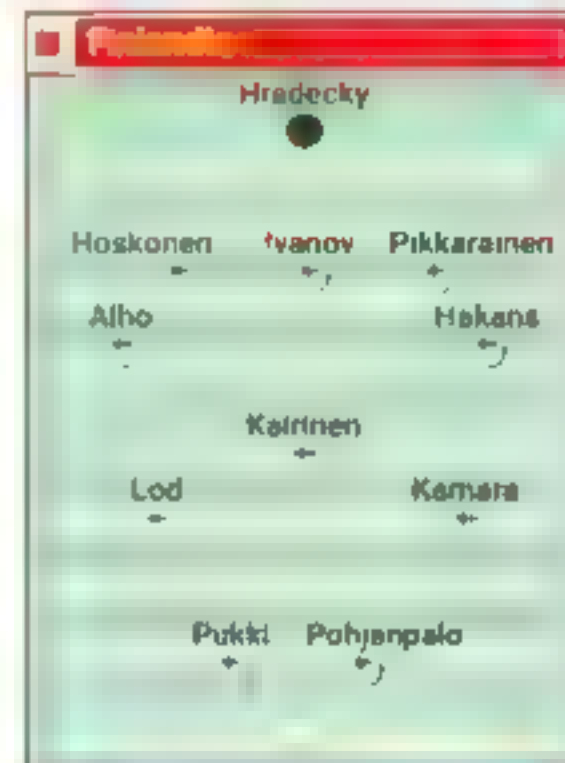 Hradecky
Hoskonen Ivanov Pikkarainen
Alho Hakans
Kairinen
Lod Kamara
Pukki Pohjanpalo